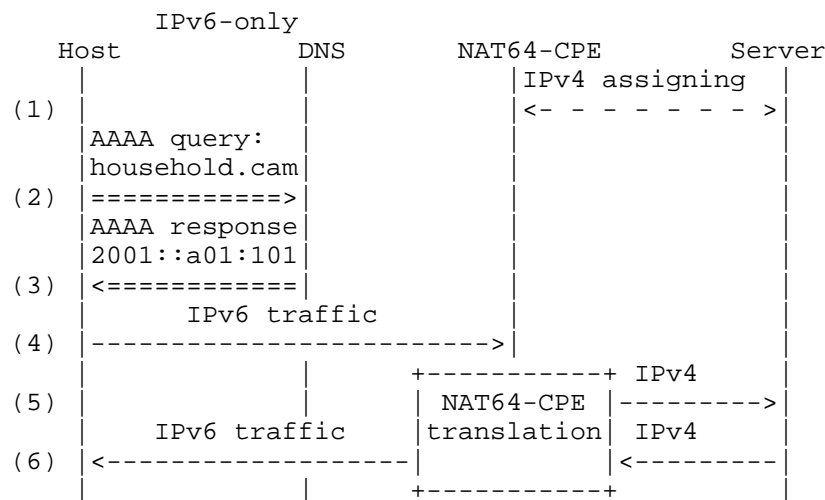 IPv6-only
Host DNS NAT64-CPE Server
IPv4 assigning
(1) <- - - - - - - >
AAAA query:
household.cam
(2) ============>
AAAA response
2001::a01:101
(3) <============
IPv6 traffic
(4) ------------------------->
+-----------+ IPv4
(5) NAT64-CPE --------->
IPv6 traffic translation IPv4
(6) <------------------- <---------
+-----------+